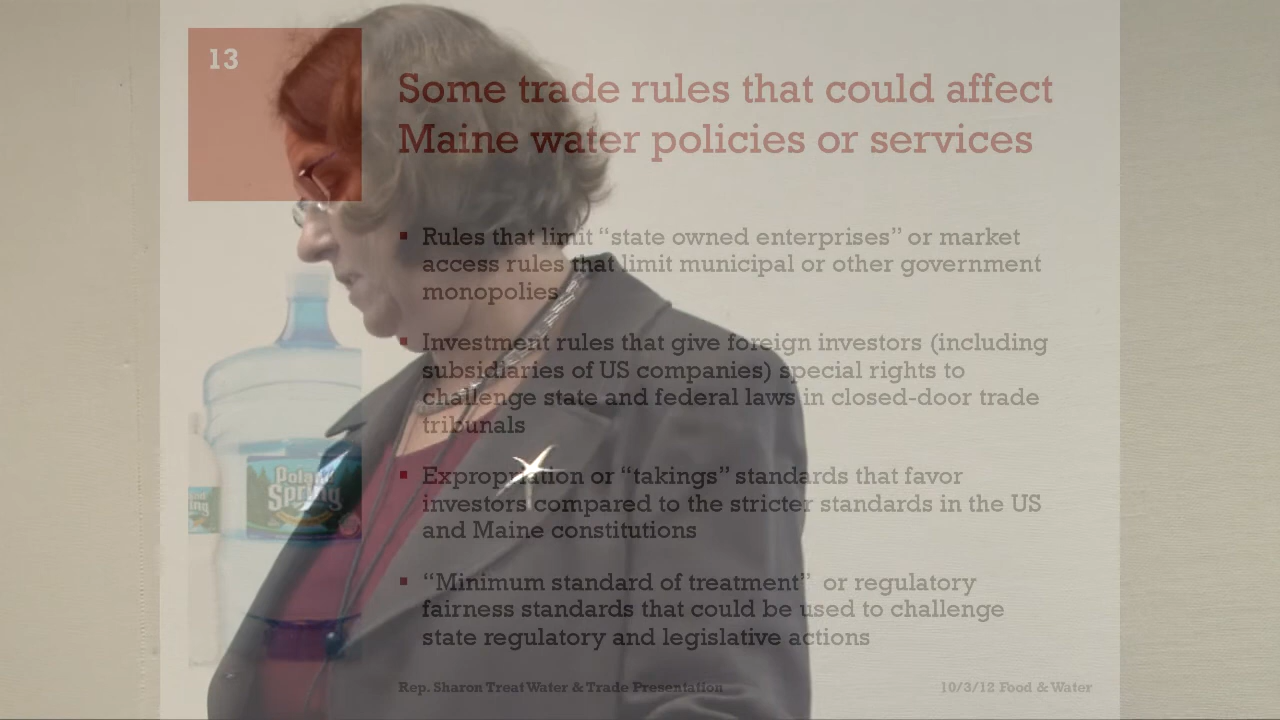 13
Some trade rules that could affect
Maine water policies or services
▪ Rules that limit “state owned enterprises” or market
access rules that limit municipal or other government
monopolies
▪ Investment rules that give foreign investors (including
subsidiaries of US companies) special rights to
challenge state and federal laws in closed-door trade
tribunals
▪ Expropriation or “takings” standards that favor
investors compared to the stricter standards in the US
and Maine constitutions
▪ “Minimum standard of treatment” or regulatory
fairness standards that could be used to challenge
state regulatory and legislative actions
Poland
Spring
Rep. Sharon Treat Water & Trade Presentation
10/3/12 Food & Water